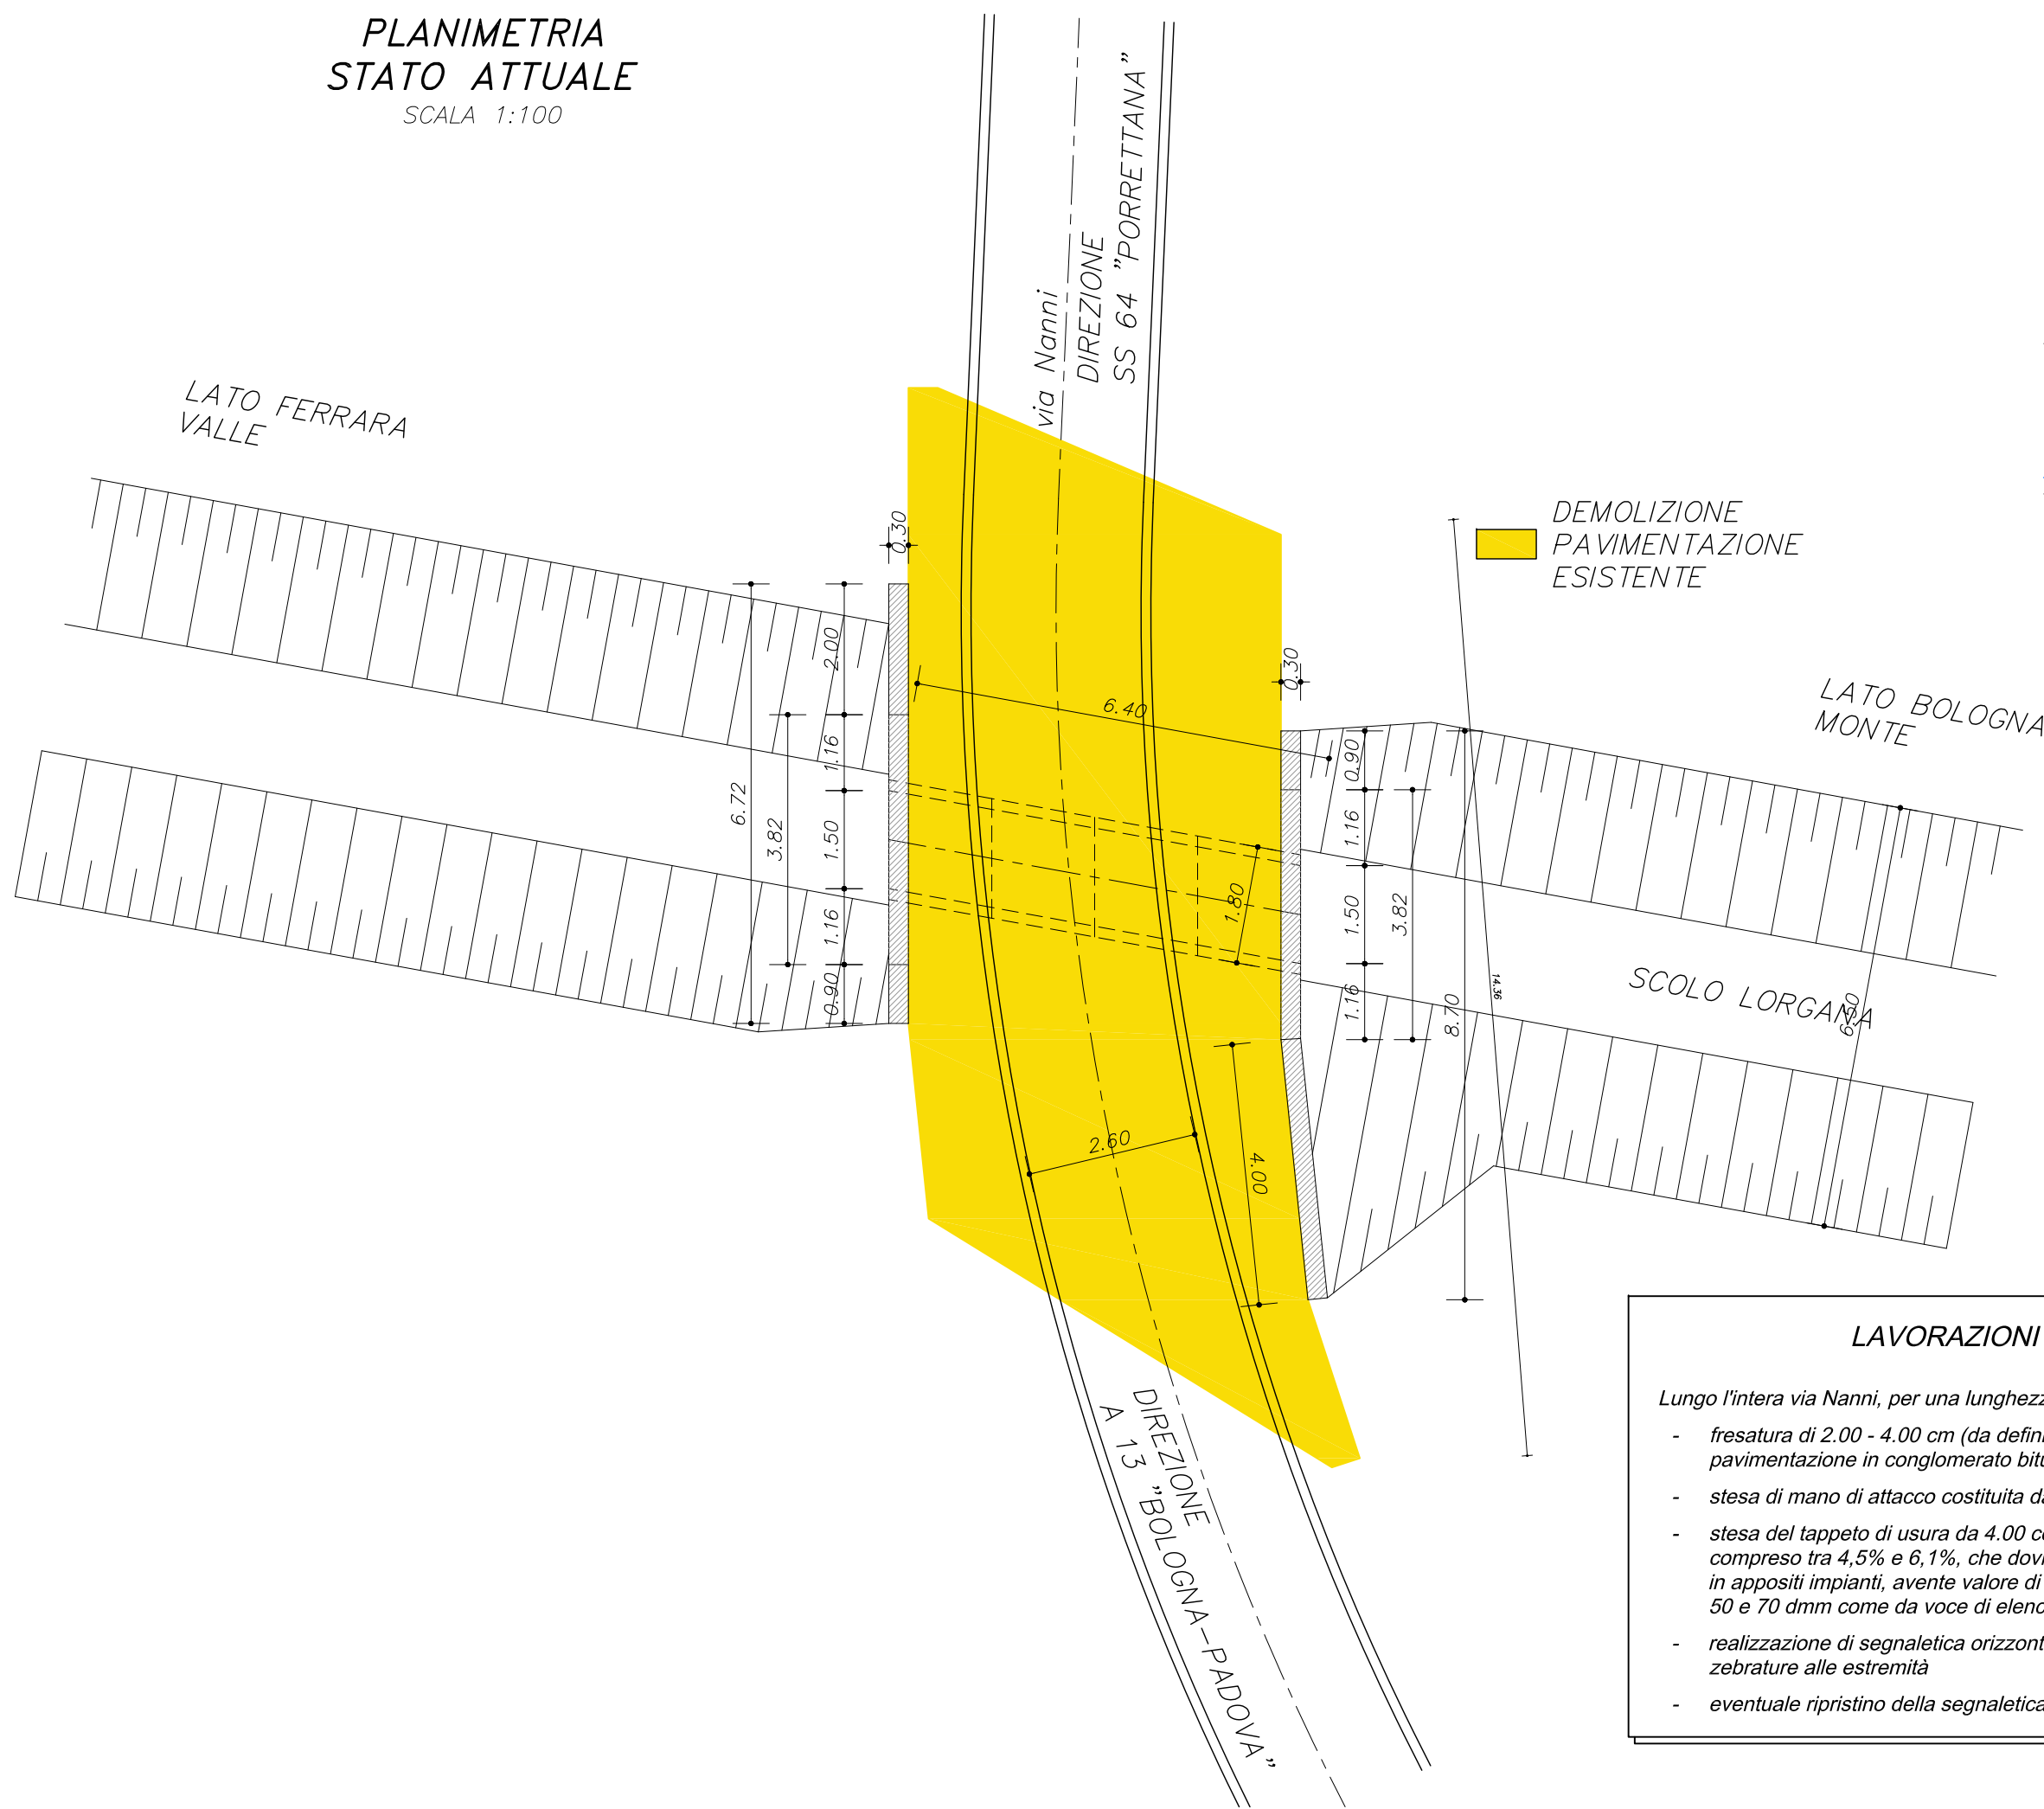 PLANIMETRIA
STATO ATTUALE
SCALA 1:100
via Nanni
DIREZIONE
SS 64 "PORRETTANA"
LATO FERRARA
VALLE
DEMOLIZIONE
PAVIMENTAZIONE
ESISTENTE
LATO BOLOGNA
MONTE
0.30
2.00
1.16
6.72
1.50
3.82
1.16
0.90
6.40
0.30
0.90
1.16
1.80
1.50
3.82
1.16
8.70
14.36
SCOLO LORGANA
6.50
2.60
4.00
DIREZIONE
A 13 "BOLOGNA-PADOVA"
LAVORAZIONI
Lungo l'intera via Nanni, per una
- fresatura di 2.00 - 4.00 cm (da
pavimentazione in conglomerato
- stesa di mano di attacco costituita
- stesa del tappeto di usura da 4.00
compreso tra 4,5% e 6,1%, che
in appositi impianti, avente valore di
50 e 70 dmm come da voce di
- realizzazione di segnaletica
zebrature alle estremità
- eventuale ripristino della segnaletica